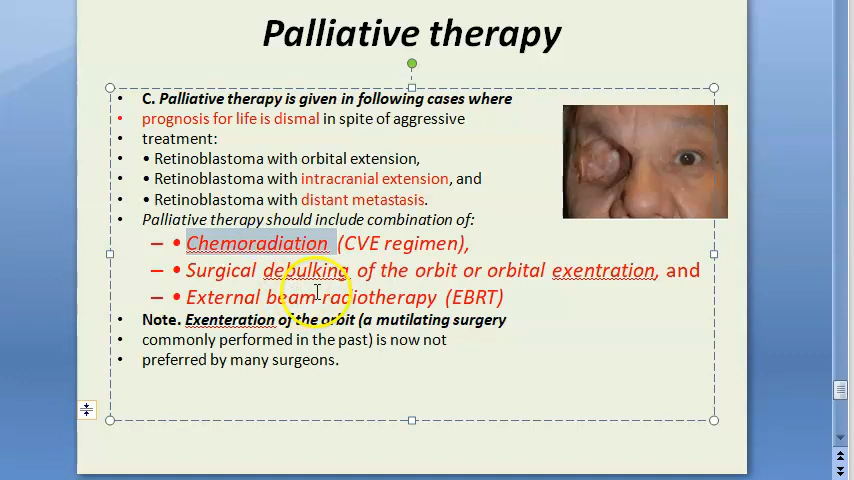 Palliative therapy
• C. Palliative therapy is given in following cases where
• prognosis for life is dismal in spite of aggressive
• treatment:
• • Retinoblastoma with orbital extension,
• • Retinoblastoma with intracranial extension, and
• • Retinoblastoma with distant metastasis.
• Palliative therapy should include combination of:
– • Chemoradiation (CVE regimen),
– • Surgical debulking of the orbit or orbital exentration, and
– • External beam radiotherapy (EBRT)
• Note. Exenteration of the orbit (a mutilating surgery
• commonly performed in the past) is now not
• preferred by many surgeons.